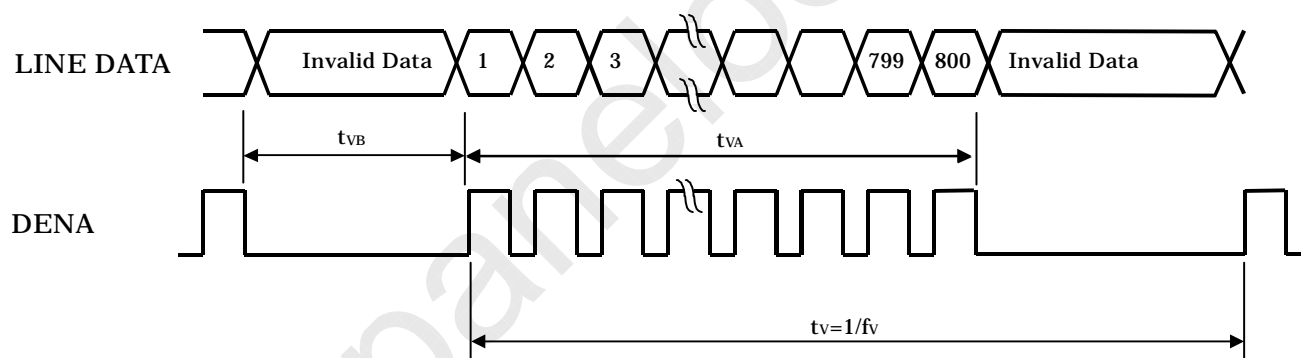 LINE DATA Invalid Data 1 2 3 799 800 Invalid Data
tVB tVA
DENA
tV=1/fV